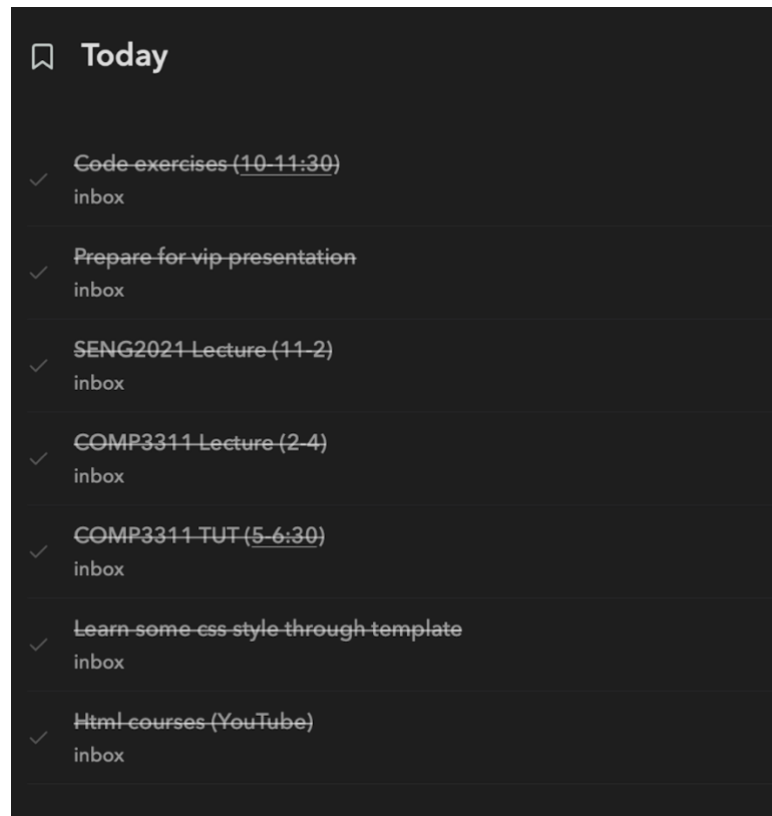 Today
Code exercises (10-11:30)
inbox
Prepare for vip presentation
inbox
SENG2021 Lecture (11-2)
inbox
COMP3311 Lecture (2-4)
inbox
COMP3311 TUT (5-6:30)
inbox
Learn some css style through template
inbox
Html courses (YouTube)
inbox